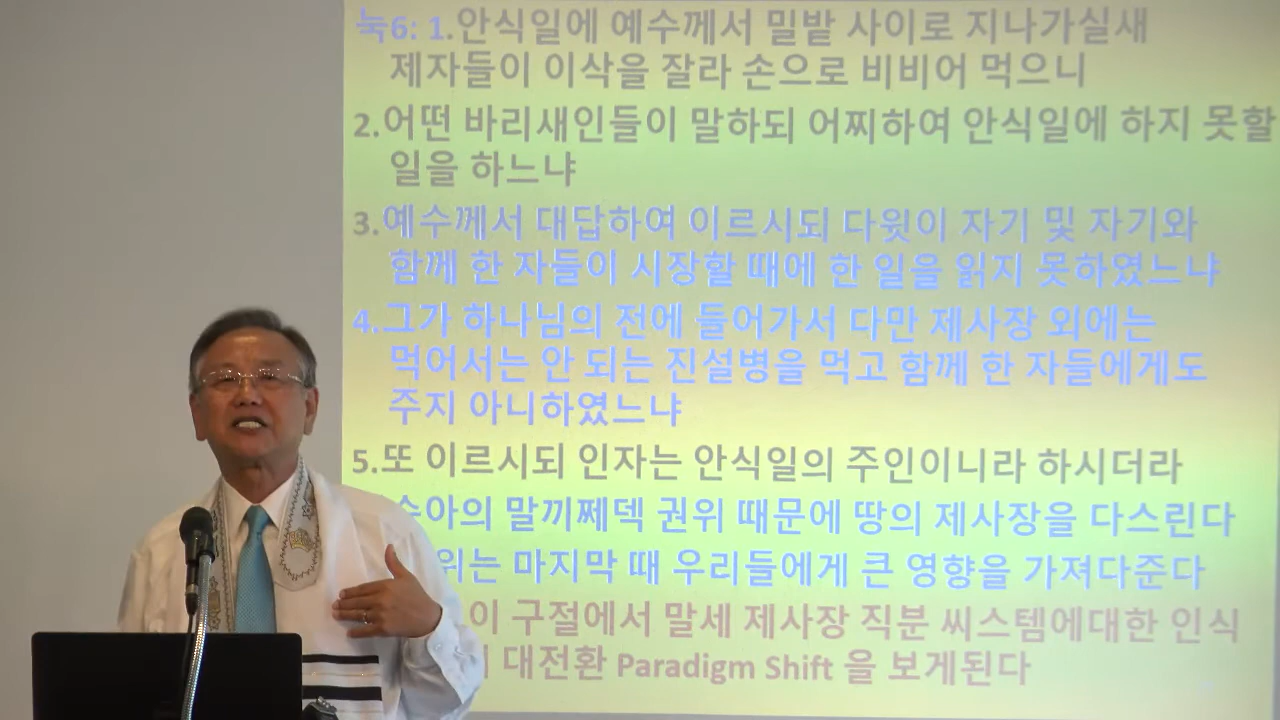 눅6: 1.안식일에 예수께서 밀밭 사이로 지나가실새
제자들이 이삭을 잘라 손으로 비비어 먹으니
2.어떤 바리새인들이 말하되 어찌하여 안식일에 하지 못할
일을 하느냐
3.예수께서 대답하여 이르시되 다윗이 자기 및 자기와
함께 한 자들이 시장할 때에 한 일을 읽지 못하였느냐
4.그가 하나님의 전에 들어가서 다만 제사장 외에는
먹어서는 안 되는 진설병을 먹고 함께 한 자들에게도
주지 아니하였느냐
5.또 이르시되 인자는 안식일의 주인이니라 하시더라
말끼쩨덱 권위 때문에 땅의 제사장을 다스린다
마지막 때 우리들에게 큰 영향을 가져다준다
이 구절에서 말세 제사장 직분 씨스템에대한 인식
대전환 Paradigm Shift 을 보게된다